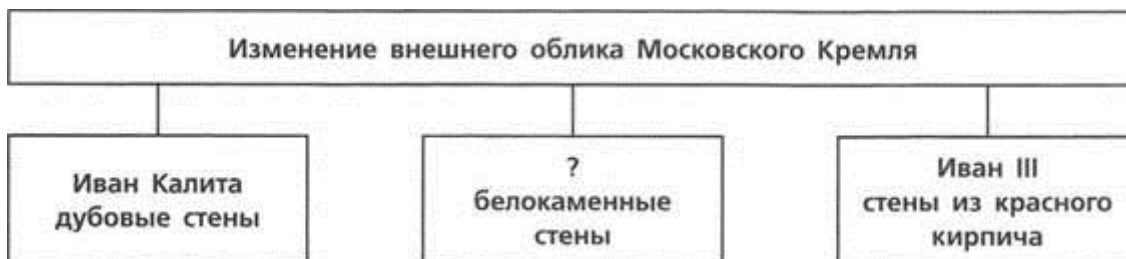 Изменение внешнего облика Московского Кремля
Иван Калита
дубовые стены
?
белокаменные
стены
Иван III
стены из красного
кирпича